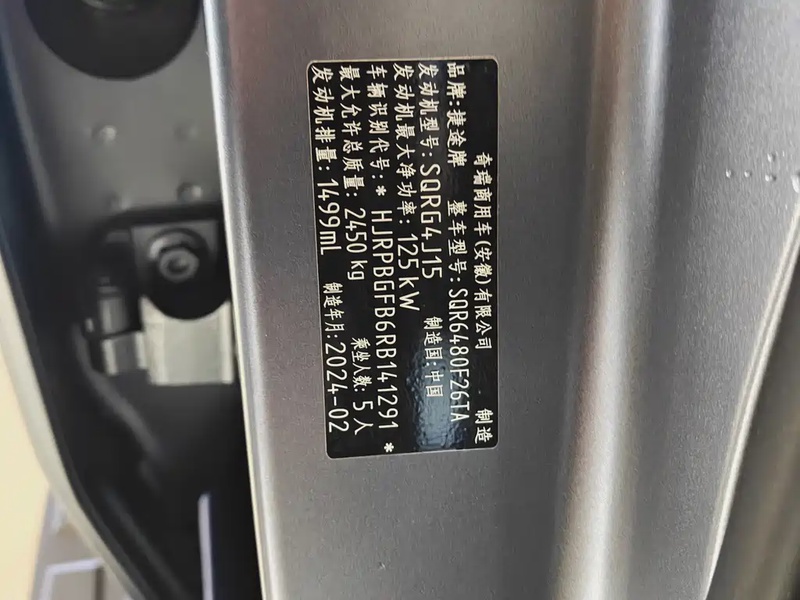 奇瑞商用车(安徽)有限公司 制造
品牌:捷途牌 整车型号:SQR6480F26TA
发动机型号:SQRG4J15 制造国:中国
发动机最大净功率:125kW
车辆识别代号:* HJRPBGFB6RB141291 *
最大允许总质量:2450kg 乘坐人数:5人
发动机排量:1499mL 制造年月:2024-02